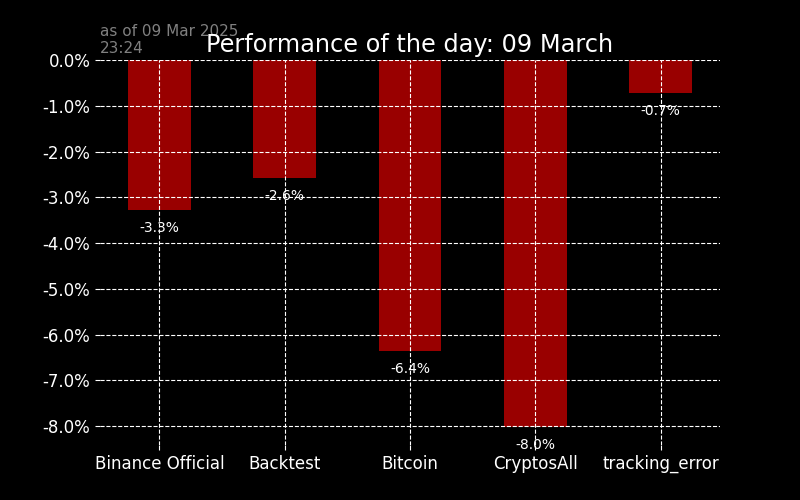 as of 09 Mar 2025
23:24
Performance of the day: 09 March
0.0%
-1.0%
-2.0%
-3.0%
-4.0%
-5.0%
-6.0%
-7.0%
-8.0%
-3.3%
-2.6%
-6.4%
-8.0%
-0.7%
Binance Official
Backtest
Bitcoin
CryptosAll
tracking_error